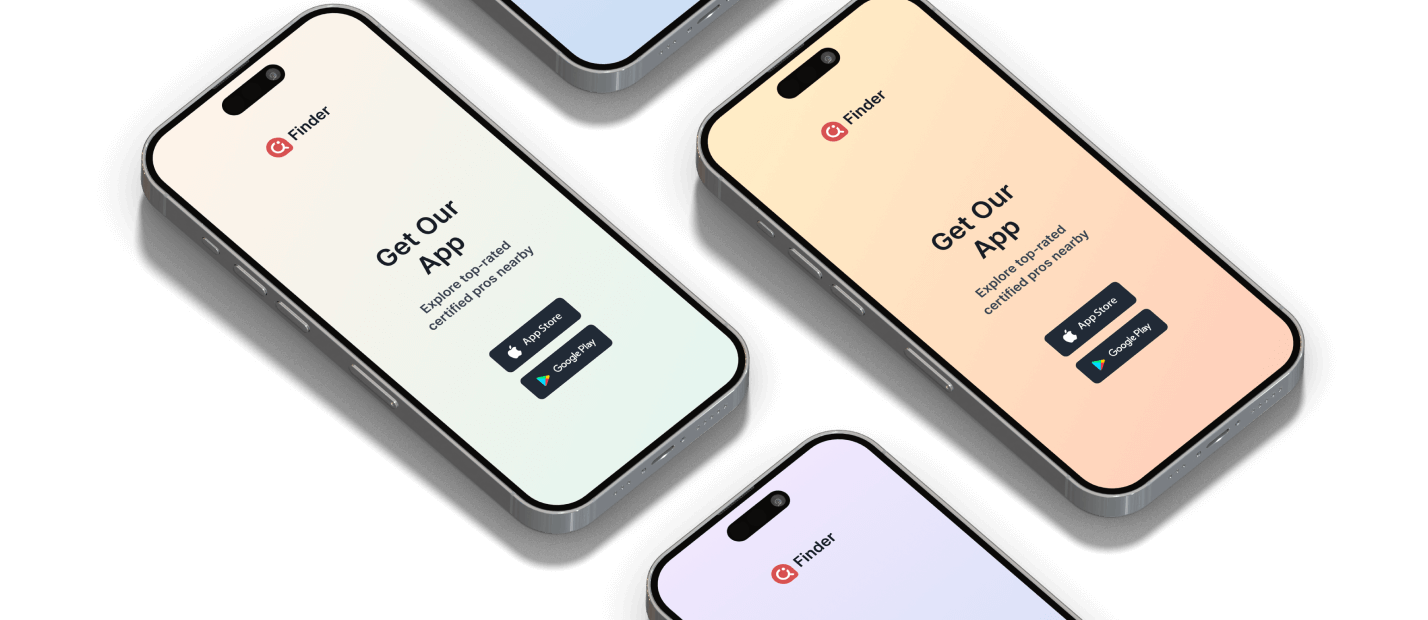 Finder
Get Our
App
Explore top-rated
certified pros nearby
App Store
Google Play
Finder
Get Our
App
Explore top-rated
certified pros nearby
App Store
Google Play
Finder